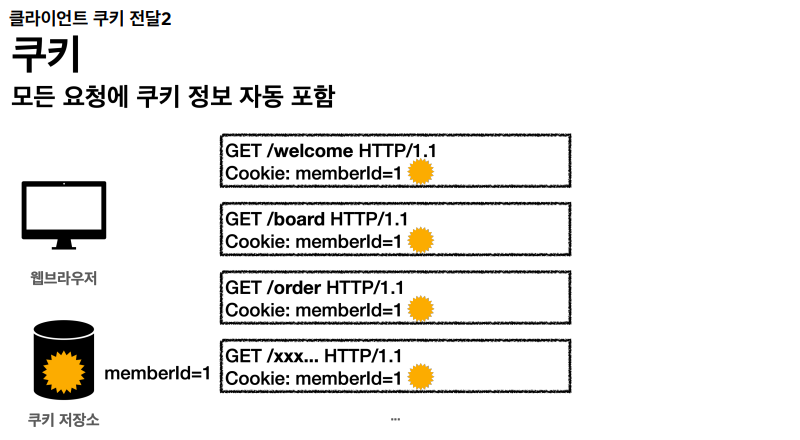 클라이언트 쿠키 전달2
쿠키
모든 요청에 쿠키 정보 자동 포함
GET /welcome HTTP/1.1
Cookie: memberId=1
GET /board HTTP/1.1
Cookie: memberId=1
웹브라우저
GET /order HTTP/1.1
Cookie: memberId=1
GET /xxx... HTTP/1.1
Cookie: memberId=1
memberId=1
쿠키 저장소
...